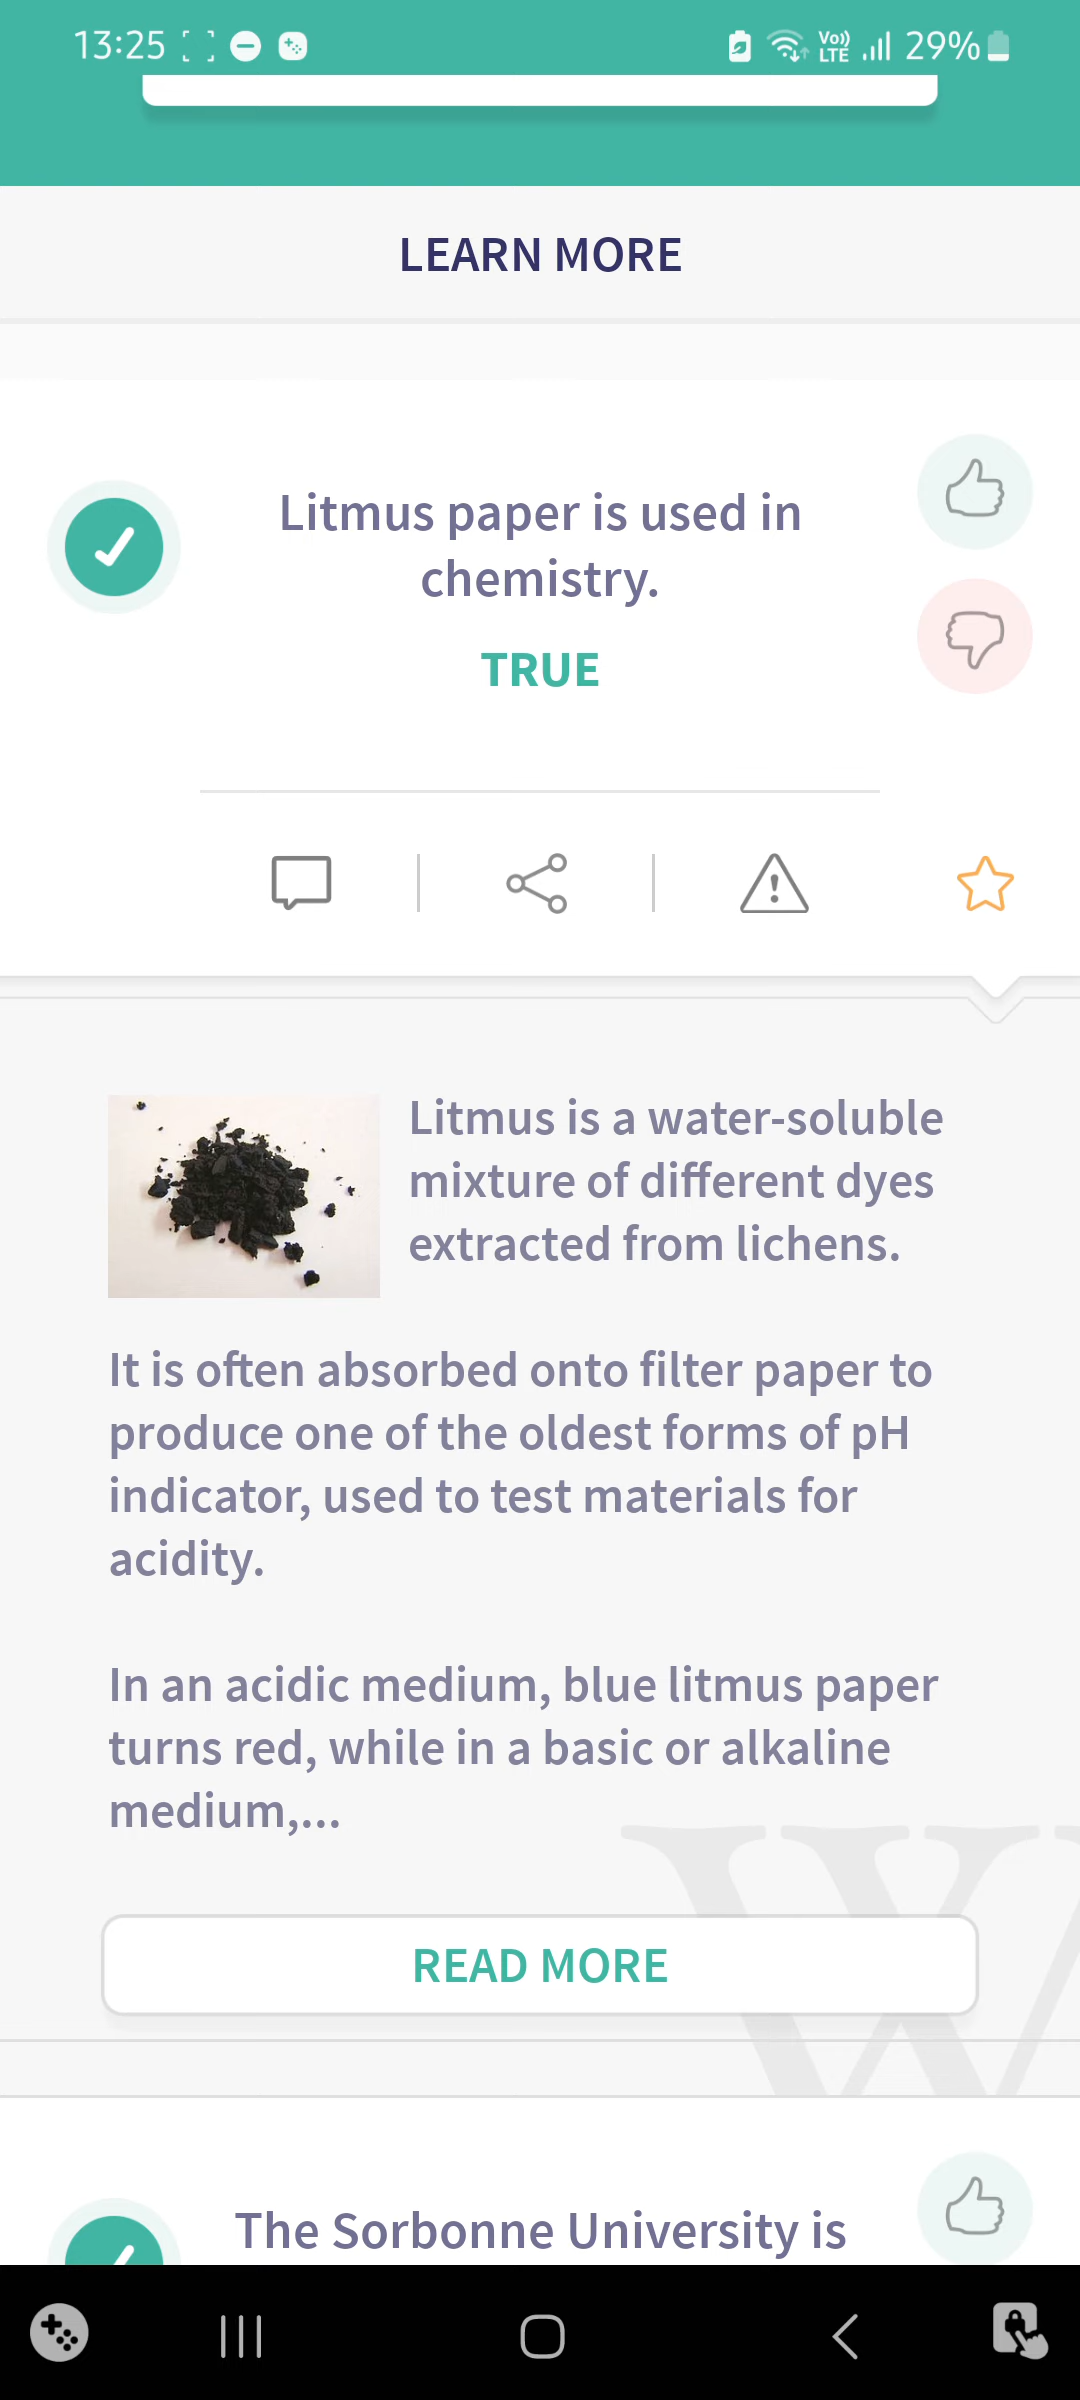 13:25
Vo))
LTE
29%
LEARN MORE
Litmus paper is used in
chemistry.
TRUE
Litmus is a water-soluble
mixture of different dyes
extracted from lichens.
It is often absorbed onto filter paper to
produce one of the oldest forms of pH
indicator, used to test materials for
acidity.
In an acidic medium, blue litmus paper
turns red, while in a basic or alkaline
medium,...
W
READ MORE
The Sorbonne University is